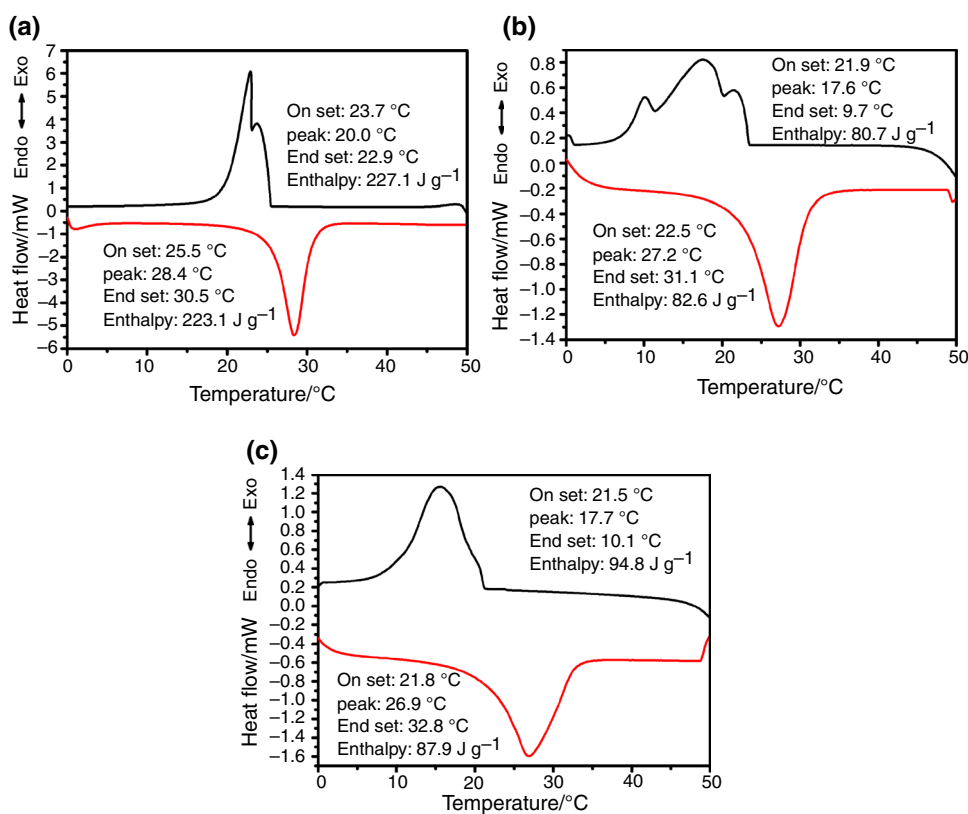 (a)
Heat flow/mW Endo ⟷ Exo
7
6
5
4
3
2
1
0
−1
−2
−3
−4
−5
−6
On set: 23.7 °C
peak: 20.0 °C
End set: 22.9 °C
Enthalpy: 227.1 J g⁻¹
On set: 25.5 °C
peak: 28.4 °C
End set: 30.5 °C
Enthalpy: 223.1 J g⁻¹
0 10 20 30 40 50
Temperature/°C
(b)
Heat flow/mW Endo ⟷ Exo
0.8
0.6
0.4
0.2
0.0
−0.2
−0.4
−0.6
−0.8
−1.0
−1.2
−1.4
On set: 21.9 °C
peak: 17.6 °C
End set: 9.7 °C
Enthalpy: 80.7 J g⁻¹
On set: 22.5 °C
peak: 27.2 °C
End set: 31.1 °C
Enthalpy: 82.6 J g⁻¹
0 10 20 30 40 50
Temperature/°C
(c)
Heat flow/mW Endo ⟷ Exo
1.4
1.2
1.0
0.8
0.6
0.4
0.2
0.0
−0.2
−0.4
−0.6
−0.8
−1.0
−1.2
−1.4
−1.6
On set: 21.5 °C
peak: 17.7 °C
End set: 10.1 °C
Enthalpy: 94.8 J g⁻¹
On set: 21.8 °C
peak: 26.9 °C
End set: 32.8 °C
Enthalpy: 87.9 J g⁻¹
0 10 20 30 40 50
Temperature/°C